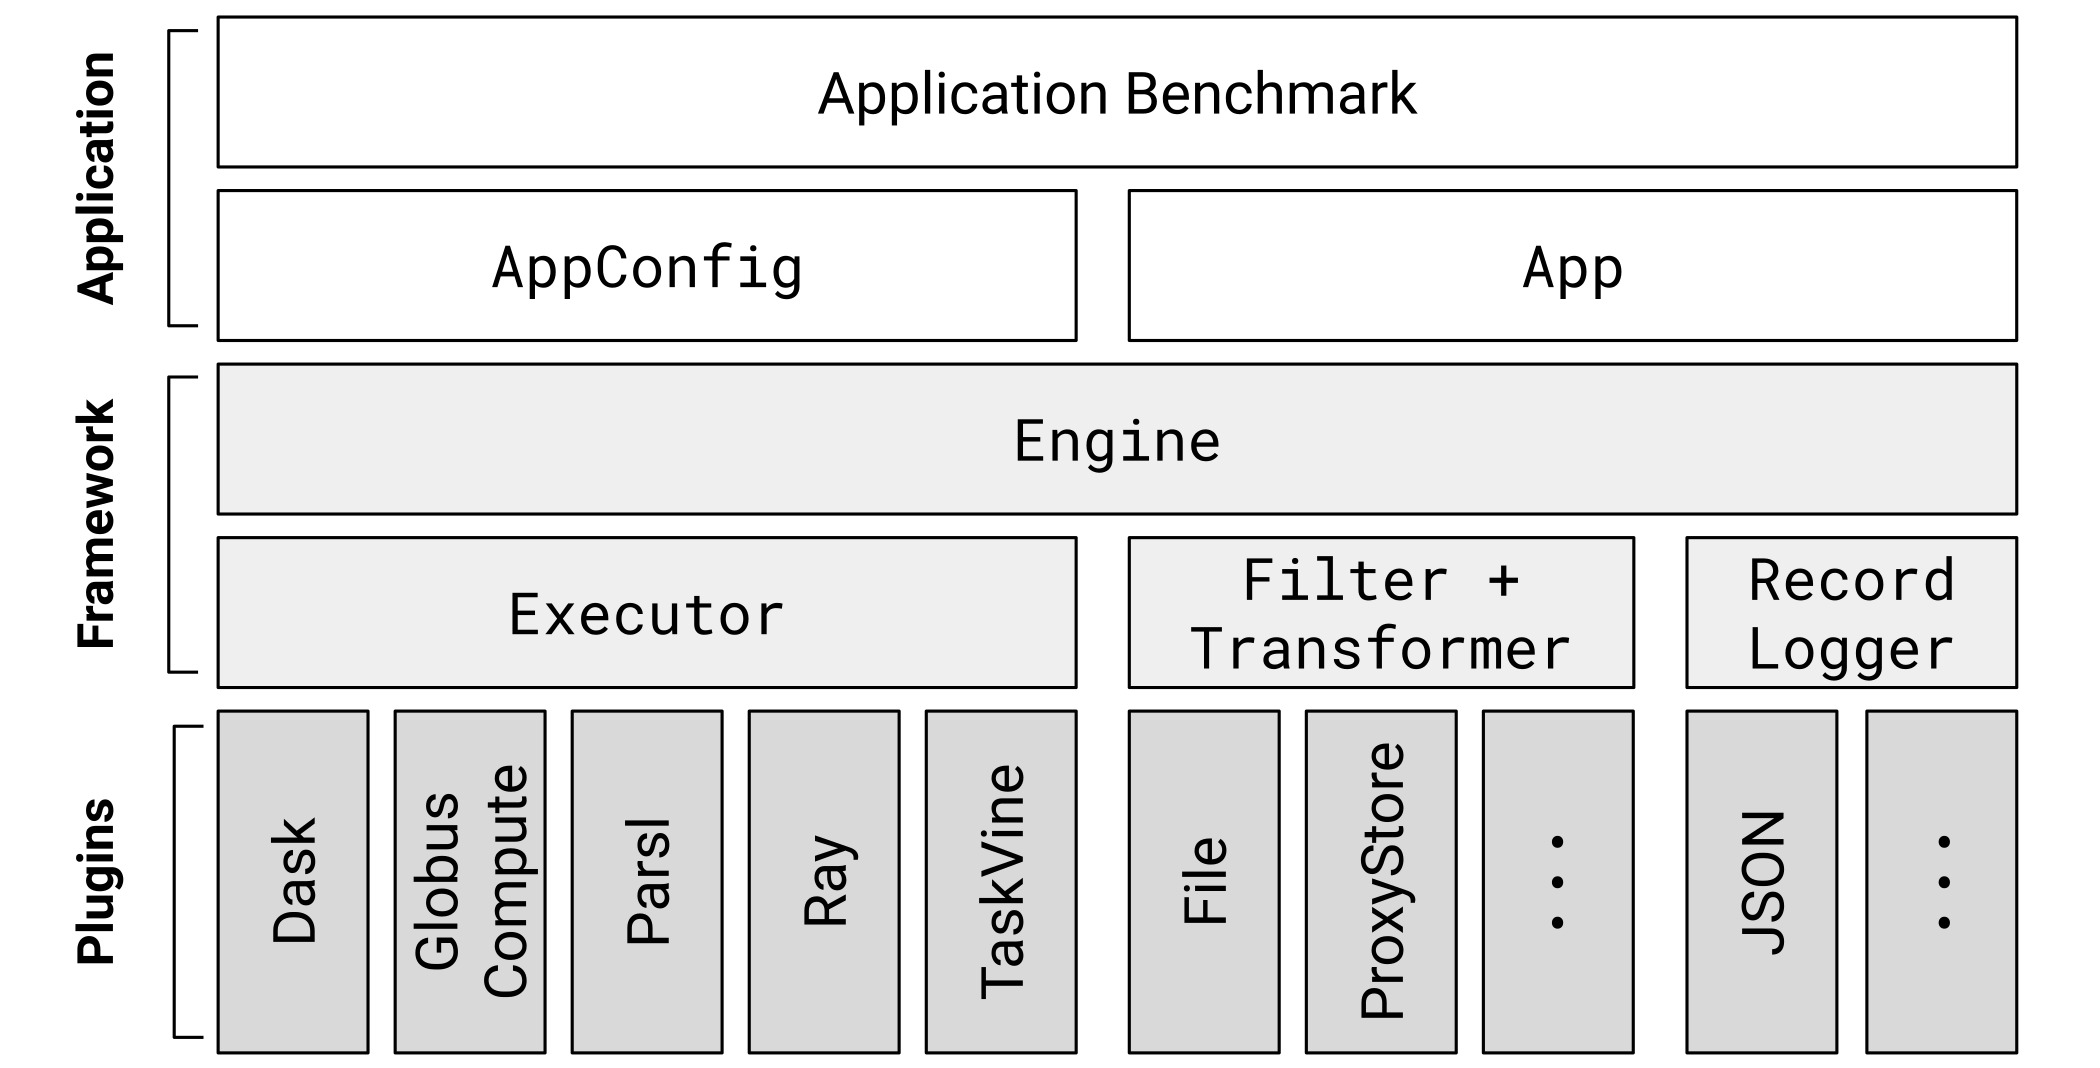 Application
Application Benchmark
AppConfig
App
Framework
Engine
Executor
Filter +
Transformer
Record
Logger
Plugins
Dask
Globus
Compute
Parsl
Ray
TaskVine
File
ProxyStore
...
JSON
...